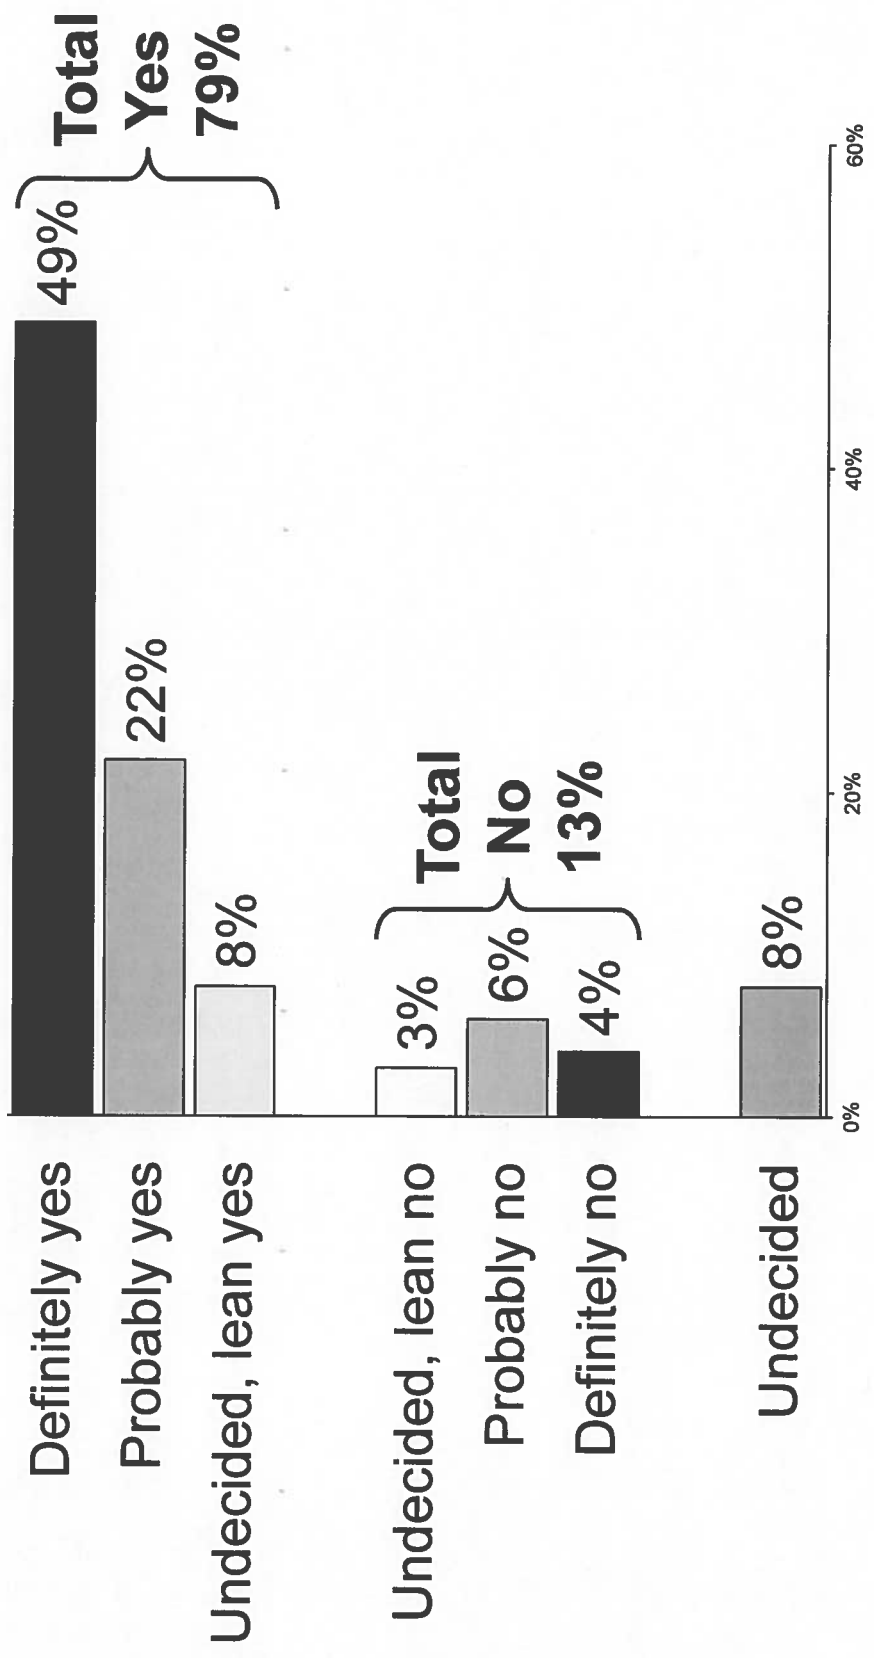 Definitely yes
49%
Probably yes
22%
Undecided, lean yes
8%
Total
Yes
79%
Undecided, lean no
3%
Probably no
6%
Definitely no
4%
Total
No
13%
Undecided
8%
0%
20%
40%
60%